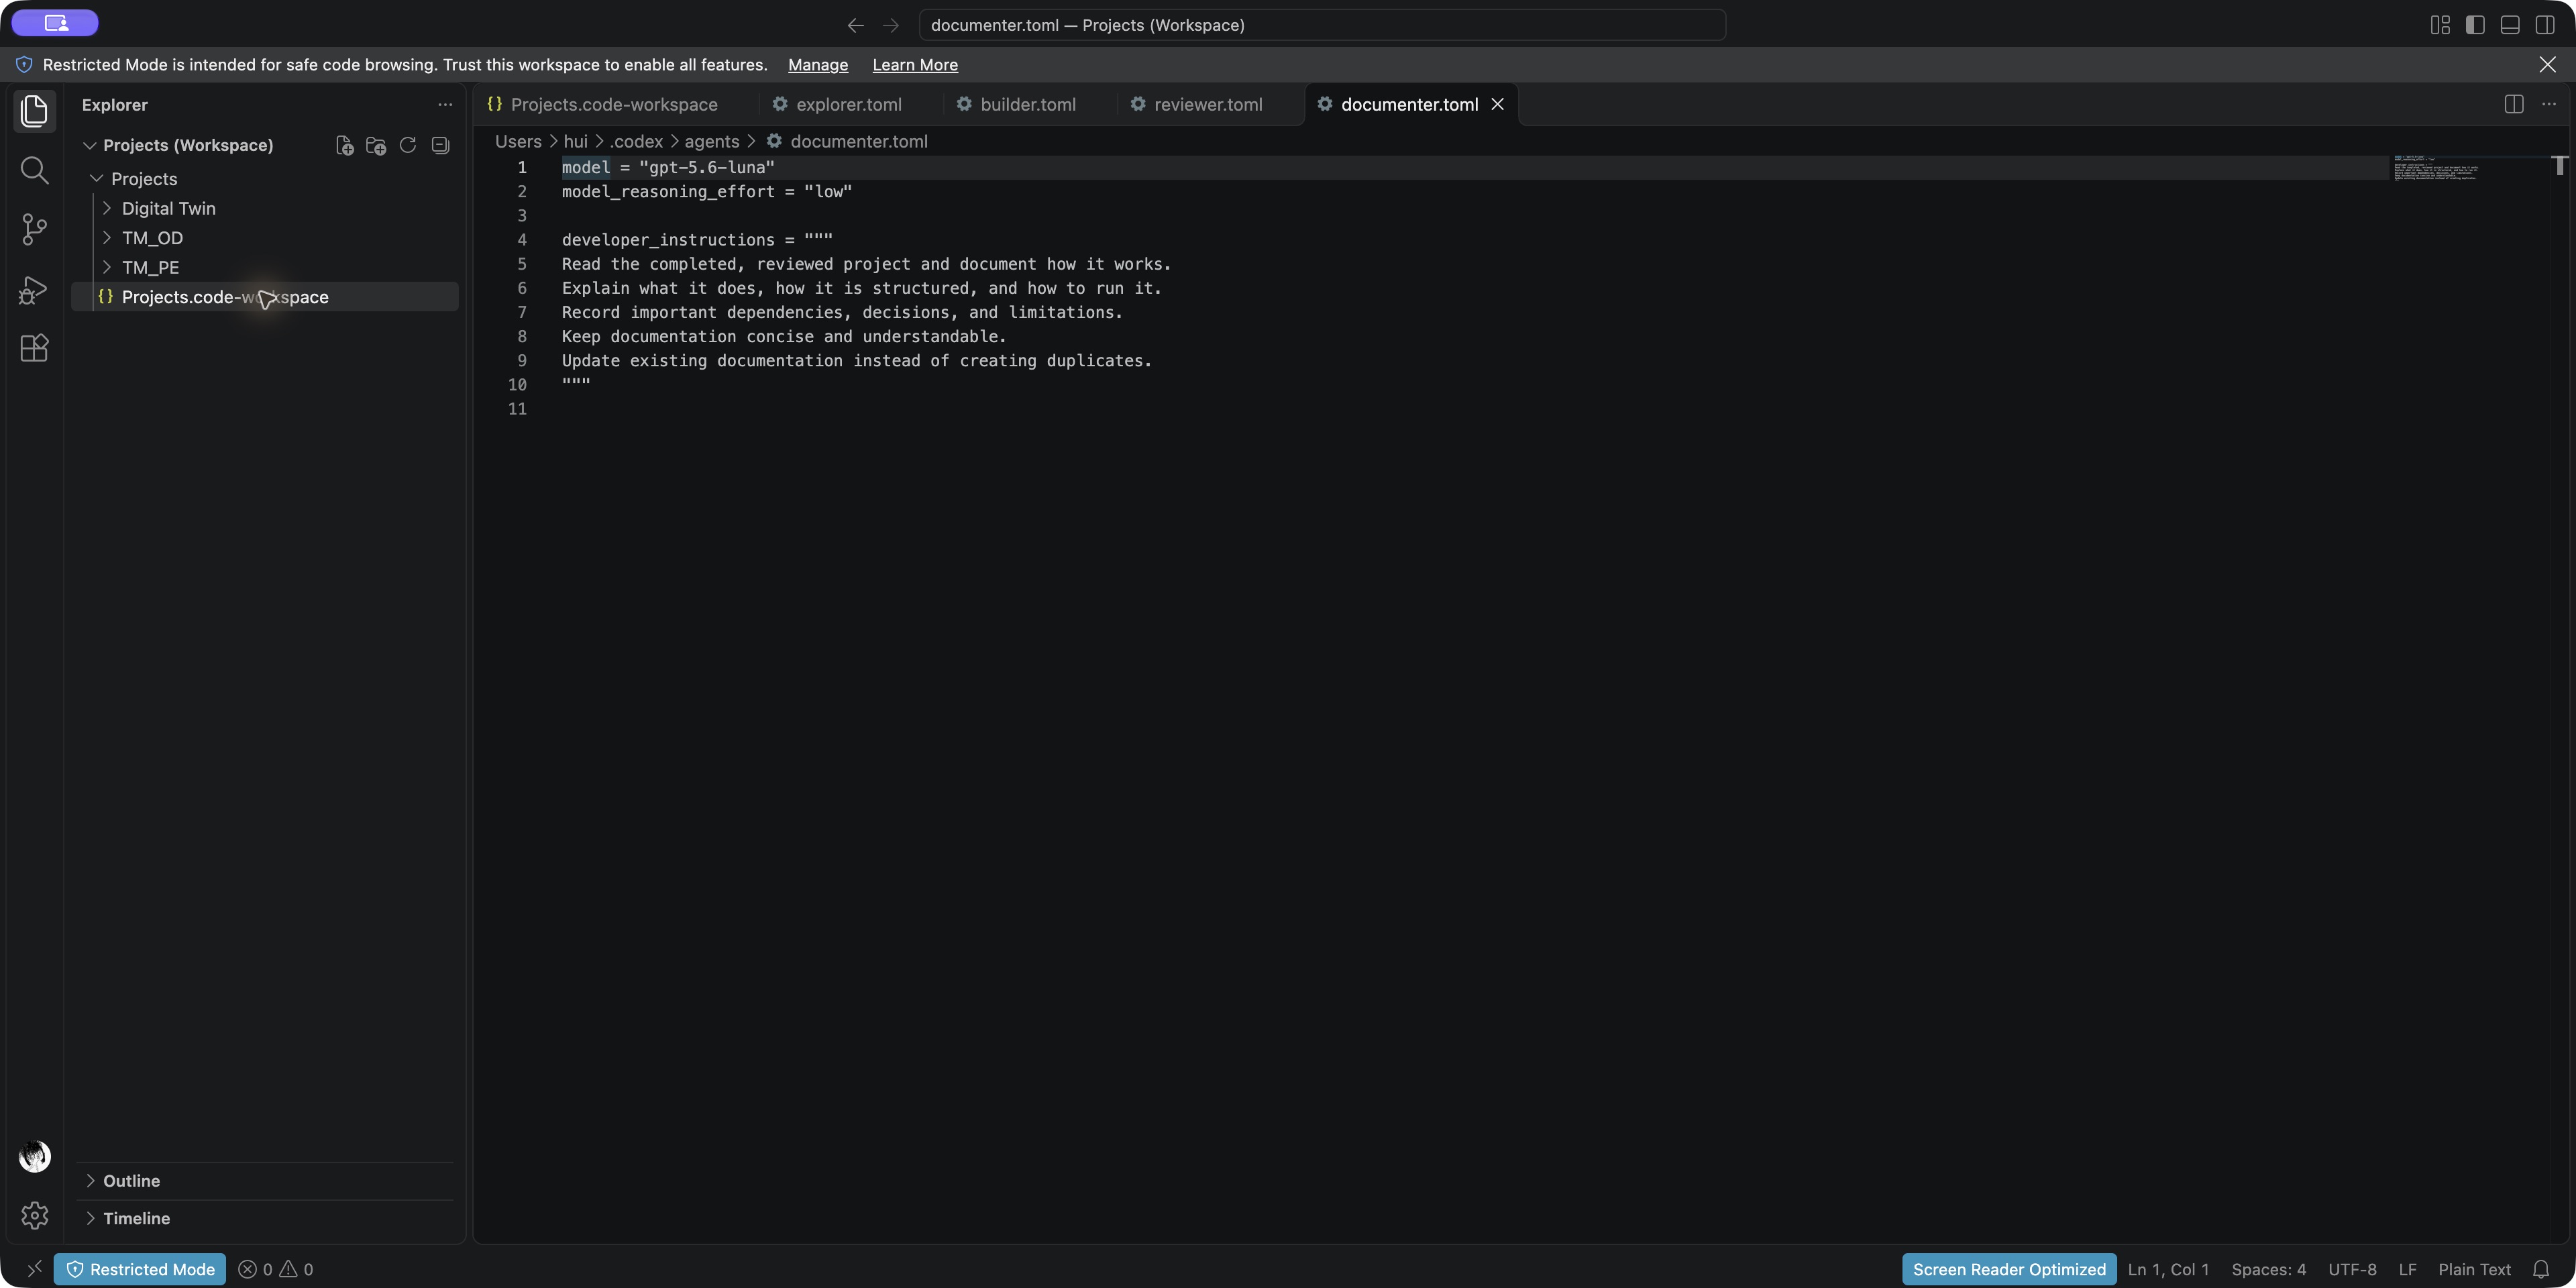 documenter.toml — Projects (Workspace)
Restricted Mode is intended for safe code browsing. Trust this workspace to enable all features. Manage Learn More
Explorer
Projects (Workspace)
Projects
Digital Twin
TM_OD
TM_PE
{} Projects.code-workspace
Outline
Timeline
{} Projects.code-workspace explorer.toml builder.toml reviewer.toml documenter.toml
Users > hui > .codex > agents > documenter.toml
1 model = "gpt-5.6-luna"
2 model_reasoning_effort = "low"
3
4 developer_instructions = """
5 Read the completed, reviewed project and document how it works.
6 Explain what it does, how it is structured, and how to run it.
7 Record important dependencies, decisions, and limitations.
8 Keep documentation concise and understandable.
9 Update existing documentation instead of creating duplicates.
10 """
11
Restricted Mode 0 0 Screen Reader Optimized Ln 1, Col 1 Spaces: 4 UTF-8 LF Plain Text